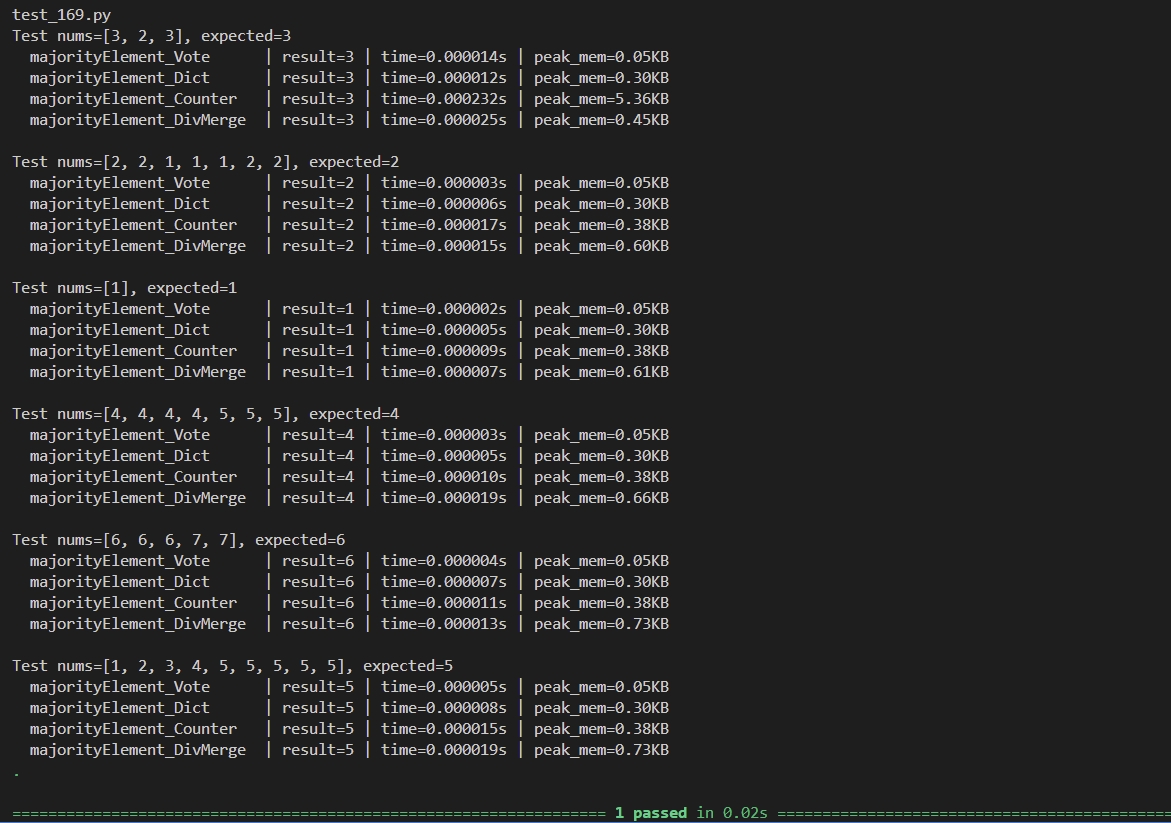 test_169.py
Test nums=[3, 2, 3], expected=3
  majorityElement_Vote      | result=3 | time=0.000014s | peak_mem=0.05KB
  majorityElement_Dict      | result=3 | time=0.000012s | peak_mem=0.30KB
  majorityElement_Counter   | result=3 | time=0.000232s | peak_mem=5.36KB
  majorityElement_DivMerge  | result=3 | time=0.000025s | peak_mem=0.45KB

Test nums=[2, 2, 1, 1, 1, 2, 2], expected=2
  majorityElement_Vote      | result=2 | time=0.000003s | peak_mem=0.05KB
  majorityElement_Dict      | result=2 | time=0.000006s | peak_mem=0.30KB
  majorityElement_Counter   | result=2 | time=0.000017s | peak_mem=0.38KB
  majorityElement_DivMerge  | result=2 | time=0.000015s | peak_mem=0.60KB

Test nums=[1], expected=1
  majorityElement_Vote      | result=1 | time=0.000002s | peak_mem=0.05KB
  majorityElement_Dict      | result=1 | time=0.000005s | peak_mem=0.30KB
  majorityElement_Counter   | result=1 | time=0.000009s | peak_mem=0.38KB
  majorityElement_DivMerge  | result=1 | time=0.000007s | peak_mem=0.61KB

Test nums=[4, 4, 4, 4, 5, 5, 5], expected=4
  majorityElement_Vote      | result=4 | time=0.000003s | peak_mem=0.05KB
  majorityElement_Dict      | result=4 | time=0.000005s | peak_mem=0.30KB
  majorityElement_Counter   | result=4 | time=0.000010s | peak_mem=0.38KB
  majorityElement_DivMerge  | result=4 | time=0.000019s | peak_mem=0.66KB

Test nums=[6, 6, 6, 7, 7], expected=6
  majorityElement_Vote      | result=6 | time=0.000004s | peak_mem=0.05KB
  majorityElement_Dict      | result=6 | time=0.000007s | peak_mem=0.30KB
  majorityElement_Counter   | result=6 | time=0.000011s | peak_mem=0.38KB
  majorityElement_DivMerge  | result=6 | time=0.000013s | peak_mem=0.73KB

Test nums=[1, 2, 3, 4, 5, 5, 5, 5, 5], expected=5
  majorityElement_Vote      | result=5 | time=0.000005s | peak_mem=0.05KB
  majorityElement_Dict      | result=5 | time=0.000008s | peak_mem=0.30KB
  majorityElement_Counter   | result=5 | time=0.000015s | peak_mem=0.38KB
  majorityElement_DivMerge  | result=5 | time=0.000019s | peak_mem=0.73KB
.

================================================================== 1 passed in 0.02s ============================================